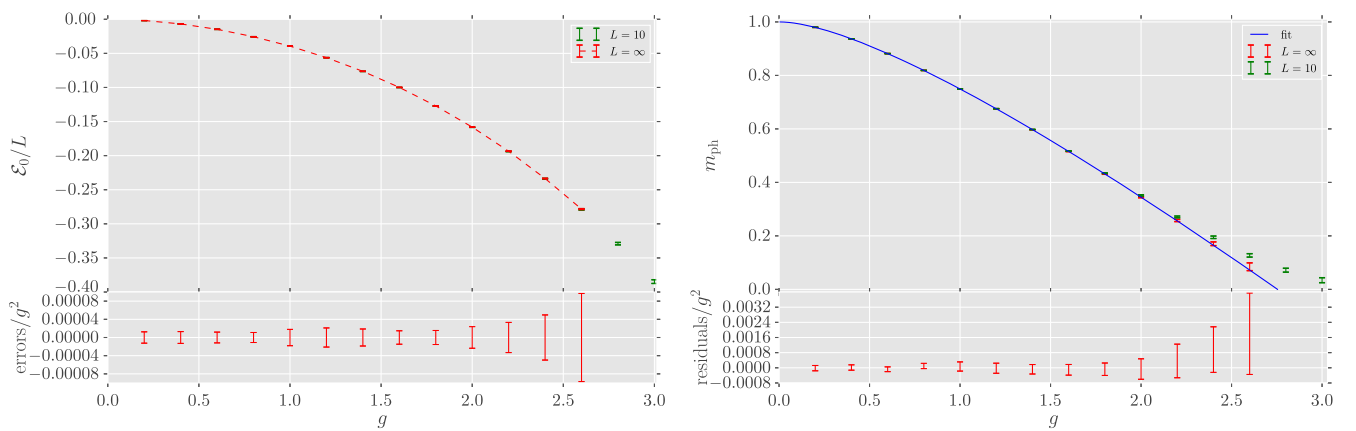 0.00
−0.05
−0.10
−0.15
−0.20
−0.25
−0.30
−0.35
−0.40
ℰ₀/L
L = 10
L = ∞
0.00008
0.00004
0.00000
−0.00004
−0.00008
errors/g²
0.0 0.5 1.0 1.5 2.0 2.5 3.0
g
1.0
0.8
0.6
0.4
0.2
0.0
m_ph
fit
L = ∞
L = 10
0.0032
0.0024
0.0016
0.0008
0.0000
−0.0008
residuals/g²
0.0 0.5 1.0 1.5 2.0 2.5 3.0
g